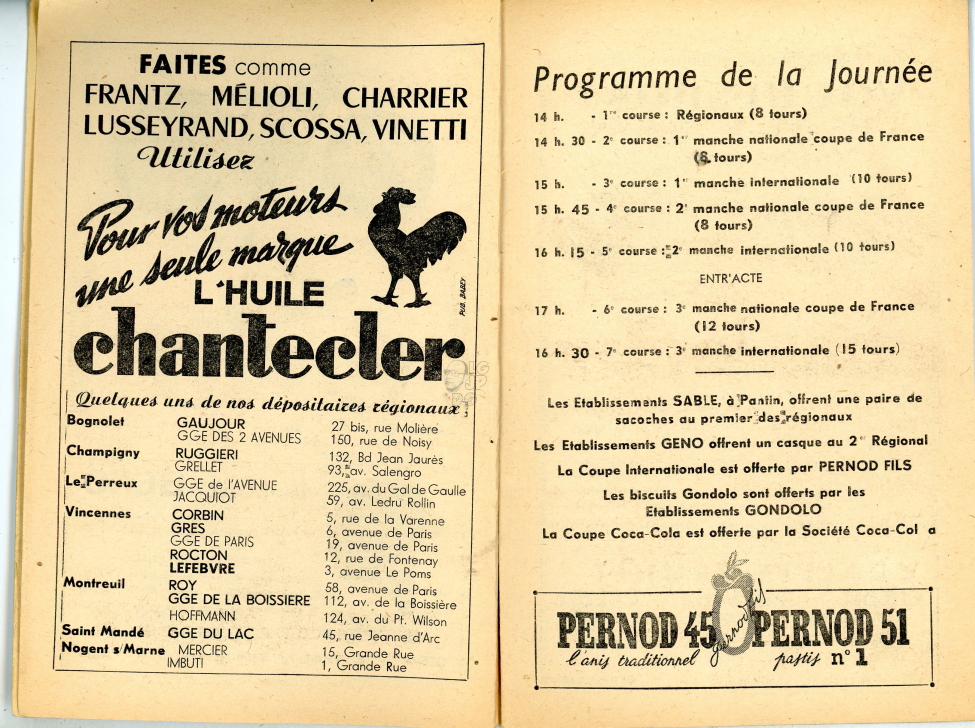 FAITES comme
FRANTZ, MÉLIOLI, CHARRIER
LUSSEYRAND, SCOSSA, VINETTI
Utilisez
Pour vos moteurs
une seule marque
L'HUILE
chantecler
PUB. BABEY
Quelques uns de nos dépositaires régionaux
Bognolet GAUJOUR 27 bis, rue Molière
GGE DES 2 AVENUES 150, rue de Noisy
Champigny RUGGIERI 132, Bd Jean Jaurès
GRELLET 93, av. Salengro
Le Perreux GGE de l'AVENUE 225, av. du Gal de Gaulle
JACQUIOT 59, av. Ledru Rollin
Vincennes CORBIN 5, rue de la Varenne
GRES 6, avenue de Paris
GGE DE PARIS 19, avenue de Paris
ROCTON 12, rue de Fontenay
LEFEBVRE 3, avenue Le Poms
Montreuil ROY 58, avenue de Paris
GGE DE LA BOISSIERE 112, av. de la Boissière
HOFFMANN 124, av. du Pt. Wilson
Saint Mandé GGE DU LAC 45, rue Jeanne d'Arc
Nogent s/Marne MERCIER 15, Grande Rue
IMBUTI 1, Grande Rue
Programme de la Journée
14 h. - 1re course : Régionaux (8 tours)
14 h. 30 - 2e course : 1re manche nationale coupe de France
(8 tours)
15 h. - 3e course : 1re manche internationale (10 tours)
15 h. 45 - 4e course : 2e manche nationale coupe de France
(8 tours)
16 h. 15 - 5e course : 2e manche internationale (10 tours)
ENTR'ACTE
17 h. - 6e course : 3e manche nationale coupe de France
(12 tours)
16 h. 30 - 7e course : 3e manche internationale (15 tours)
Les Etablissements SABLE, à Pantin, offrent une paire de
sacoches au premier des régionaux
Les Etablissements GENO offrent un casque au 2e Régional
La Coupe Internationale est offerte par PERNOD FILS
Les biscuits Gondolo sont offerts par les
Etablissements GONDOLO
La Coupe Coca-Cola est offerte par la Société Coca-Col a
PERNOD 45 PERNOD 51
Pernod fils
l'anis traditionnel pastis n° 1